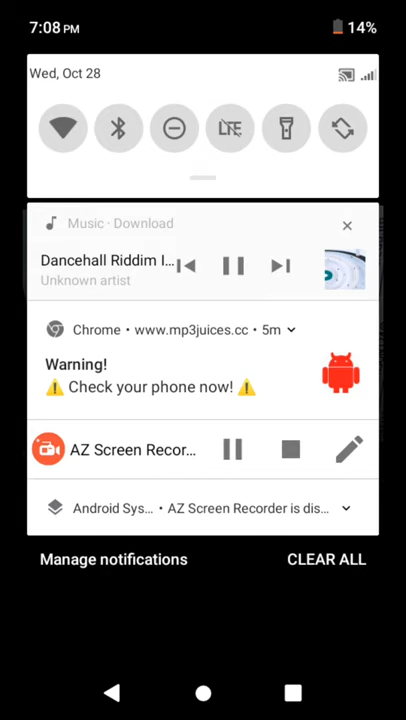 7:08 PM 14%
Wed, Oct 28
LTE
Music · Download
Dancehall Riddim I...
Unknown artist
Chrome • www.mp3juices.cc • 5m
Warning!
⚠️ Check your phone now! ⚠️
AZ Screen Recor...
Android Sys... • AZ Screen Recorder is dis...
Manage notifications CLEAR ALL